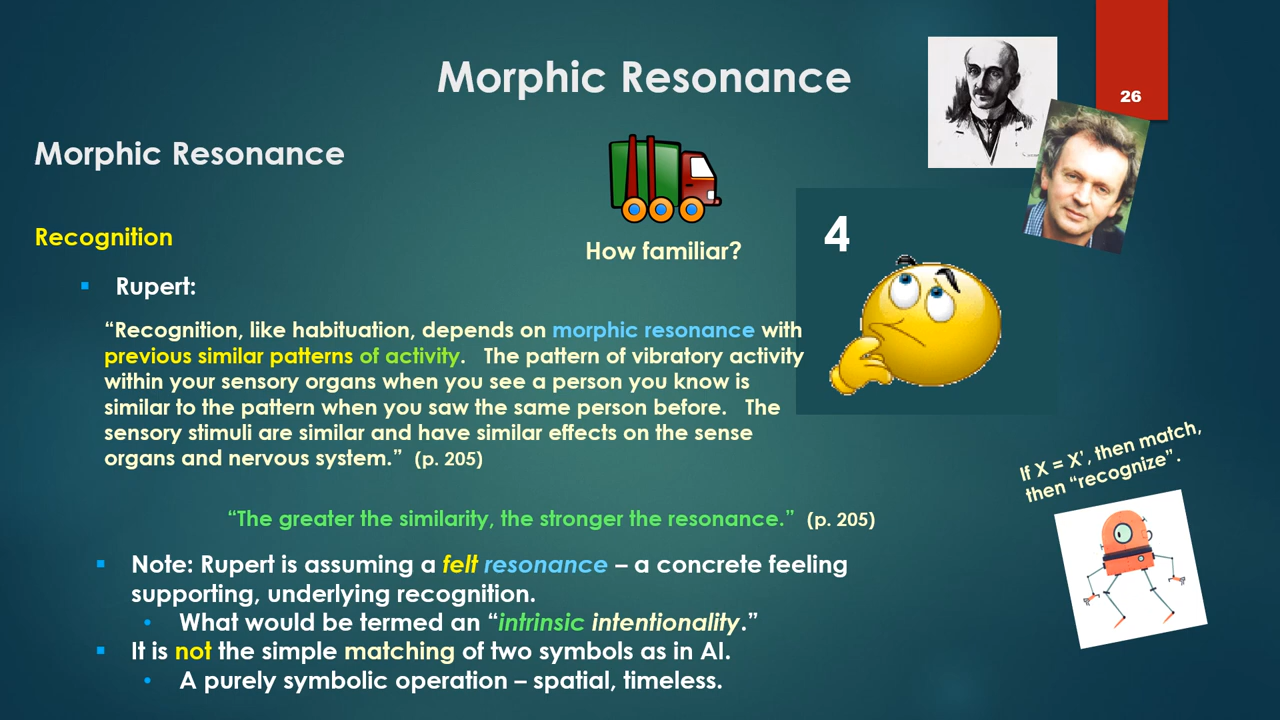 Morphic Resonance
26
Morphic Resonance
Recognition
How familiar?
4
▪ Rupert:
“Recognition, like habituation, depends on morphic resonance with
previous similar patterns of activity. The pattern of vibratory activity
within your sensory organs when you see a person you know is
similar to the pattern when you saw the same person before. The
sensory stimuli are similar and have similar effects on the sense
organs and nervous system.” (p. 205)
If X = X', then match,
then “recognize”.
“The greater the similarity, the stronger the resonance.” (p. 205)
▪ Note: Rupert is assuming a felt resonance – a concrete feeling
supporting, underlying recognition.
• What would be termed an “intrinsic intentionality.”
▪ It is not the simple matching of two symbols as in AI.
• A purely symbolic operation – spatial, timeless.